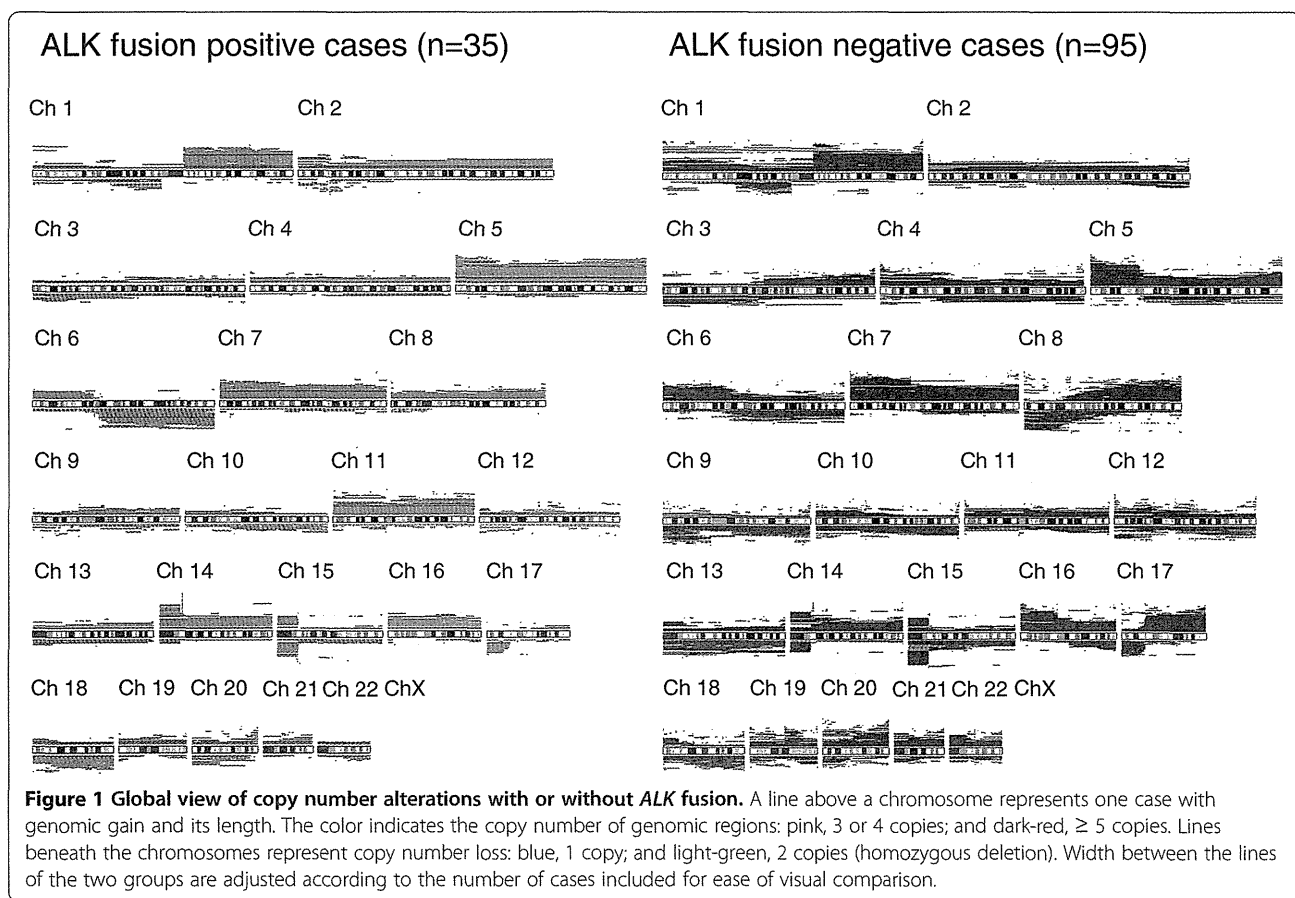 ALK fusion positive cases (n=35)
ALK fusion negative cases (n=95)
Ch 1 Ch 2
Ch 3 Ch 4 Ch 5
Ch 6 Ch 7 Ch 8
Ch 9 Ch 10 Ch 11 Ch 12
Ch 13 Ch 14 Ch 15 Ch 16 Ch 17
Ch 18 Ch 19 Ch 20 Ch 21 Ch 22 ChX
Ch 1 Ch 2
Ch 3 Ch 4 Ch 5
Ch 6 Ch 7 Ch 8
Ch 9 Ch 10 Ch 11 Ch 12
Ch 13 Ch 14 Ch 15 Ch 16 Ch 17
Ch 18 Ch 19 Ch 20 Ch 21 Ch 22 ChX
Figure 1 Global view of copy number alterations with or without ALK fusion. A line above a chromosome represents one case with
genomic gain and its length. The color indicates the copy number of genomic regions: pink, 3 or 4 copies; and dark-red, ≥ 5 copies. Lines
beneath the chromosomes represent copy number loss: blue, 1 copy; and light-green, 2 copies (homozygous deletion). Width between the lines
of the two groups are adjusted according to the number of cases included for ease of visual comparison.